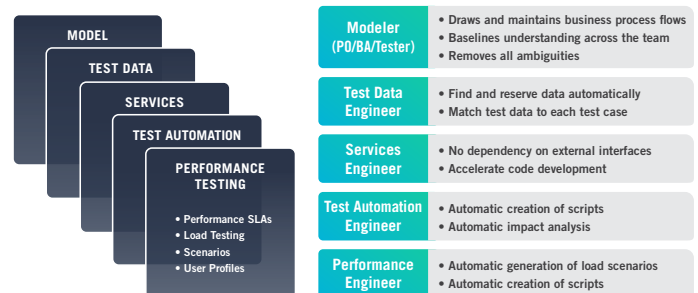 MODEL
TEST DATA
SERVICES
TEST AUTOMATION
PERFORMANCE
TESTING
• Performance SLAs
• Load Testing
• Scenarios
• User Profiles
Modeler
(PO/BA/Tester)
• Draws and maintains business process flows
• Baselines understanding across the team
• Removes all ambiguities
Test Data
Engineer
• Find and reserve data automatically
• Match test data to each test case
Services
Engineer
• No dependency on external interfaces
• Accelerate code development
Test Automation
Engineer
• Automatic creation of scripts
• Automatic impact analysis
Performance
Engineer
• Automatic generation of load scenarios
• Automatic creation of scripts